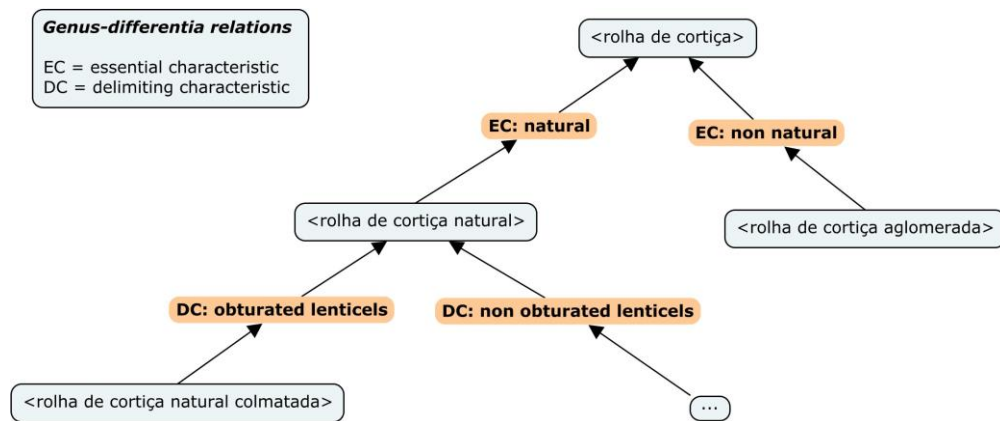 Genus-differentia relations
EC = essential characteristic
DC = delimiting characteristic
<rolha de cortiça>
EC: natural
EC: non natural
<rolha de cortiça natural>
<rolha de cortiça aglomerada>
DC: obturated lenticels
DC: non obturated lenticels
<rolha de cortiça natural colmatada>
...